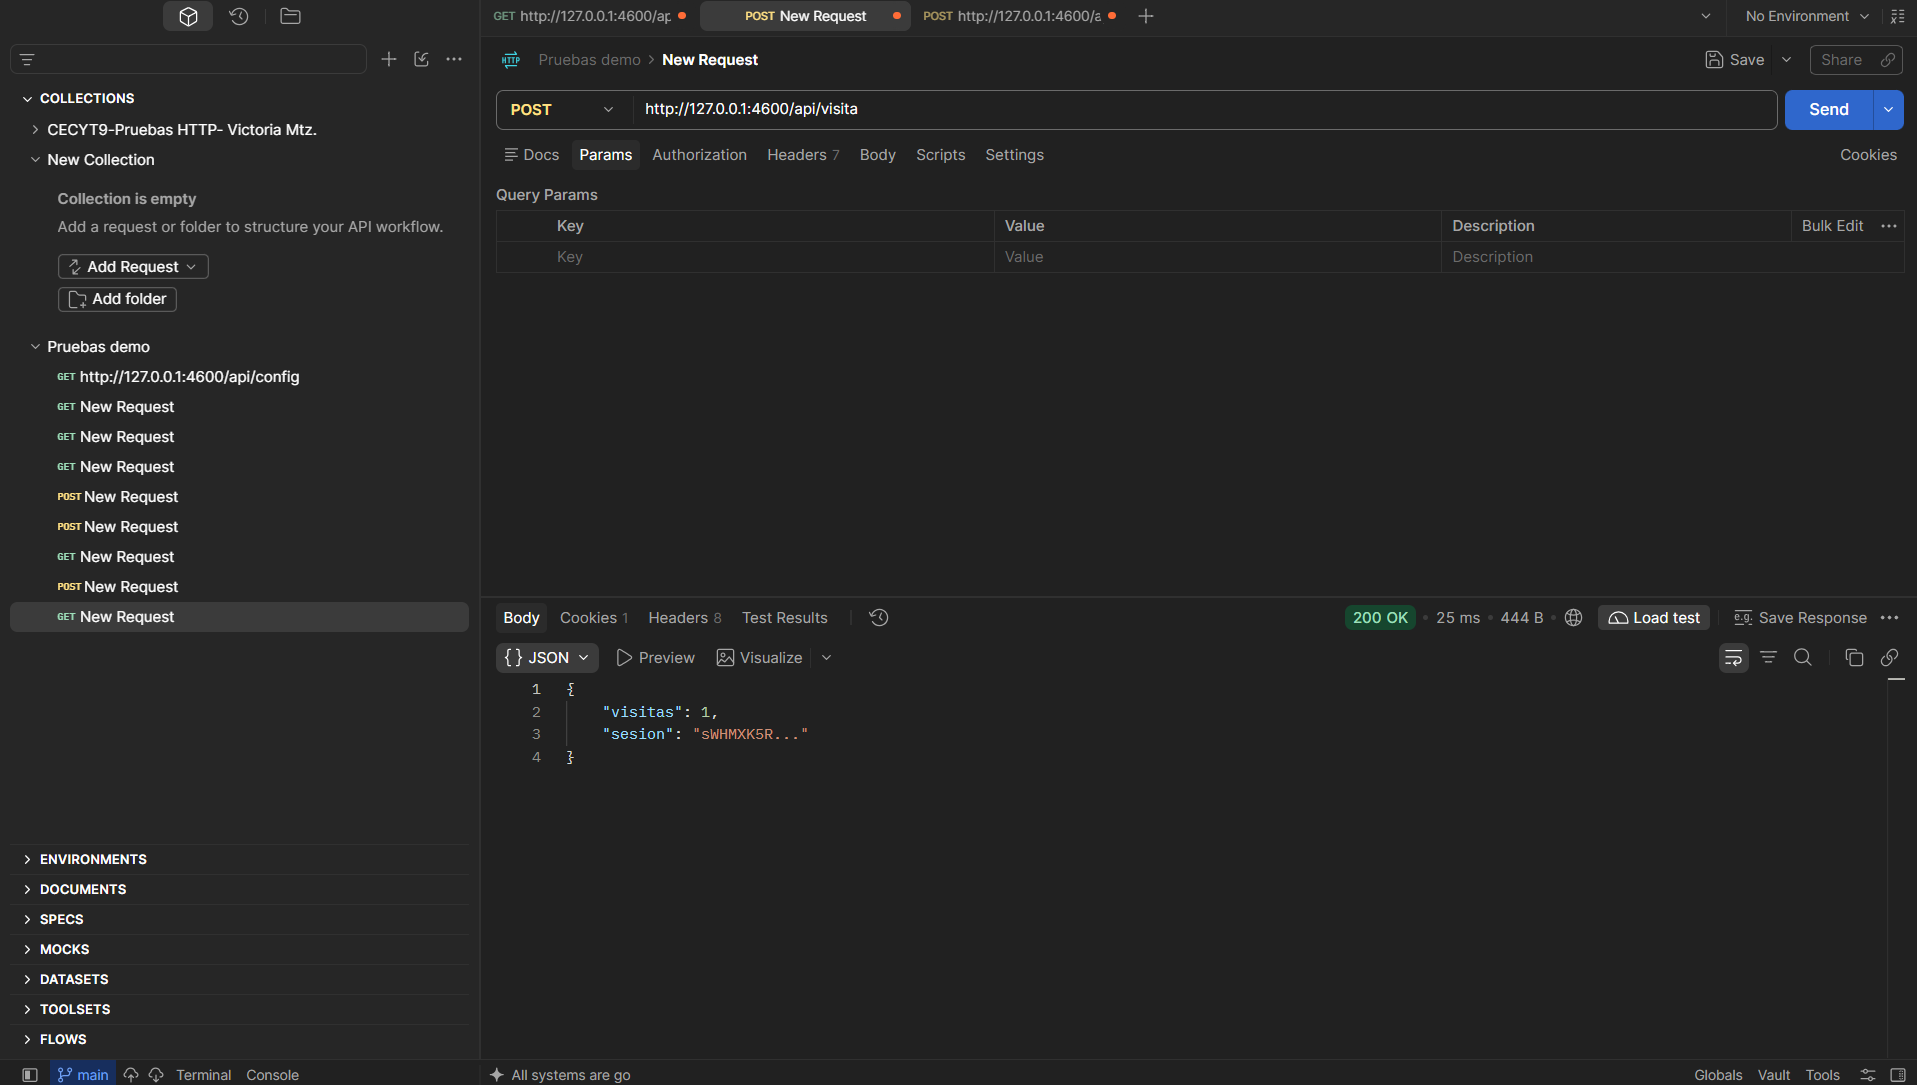 GET http://127.0.0.1:4600/ap
POST New Request
POST http://127.0.0.1:4600/a
No Environment
COLLECTIONS
CECYT9-Pruebas HTTP- Victoria Mtz.
New Collection
Collection is empty
Add a request or folder to structure your API workflow.
Add Request
Add folder
Pruebas demo
GET http://127.0.0.1:4600/api/config
GET New Request
GET New Request
GET New Request
POST New Request
POST New Request
GET New Request
POST New Request
GET New Request
ENVIRONMENTS
DOCUMENTS
SPECS
MOCKS
DATASETS
TOOLSETS
FLOWS
HTTP Pruebas demo > New Request
Save
Share
POST http://127.0.0.1:4600/api/visita
Send
Docs Params Authorization Headers 7 Body Scripts Settings Cookies
Query Params
Key Value Description Bulk Edit
Key Value Description
Body Cookies 1 Headers 8 Test Results 200 OK 25 ms 444 B Load test e.g. Save Response
{ } JSON Preview Visualize
1 {
2 "visitas": 1,
3 "sesion": "sWHMXK5R..."
4 }
main Terminal Console All systems are go Globals Vault Tools